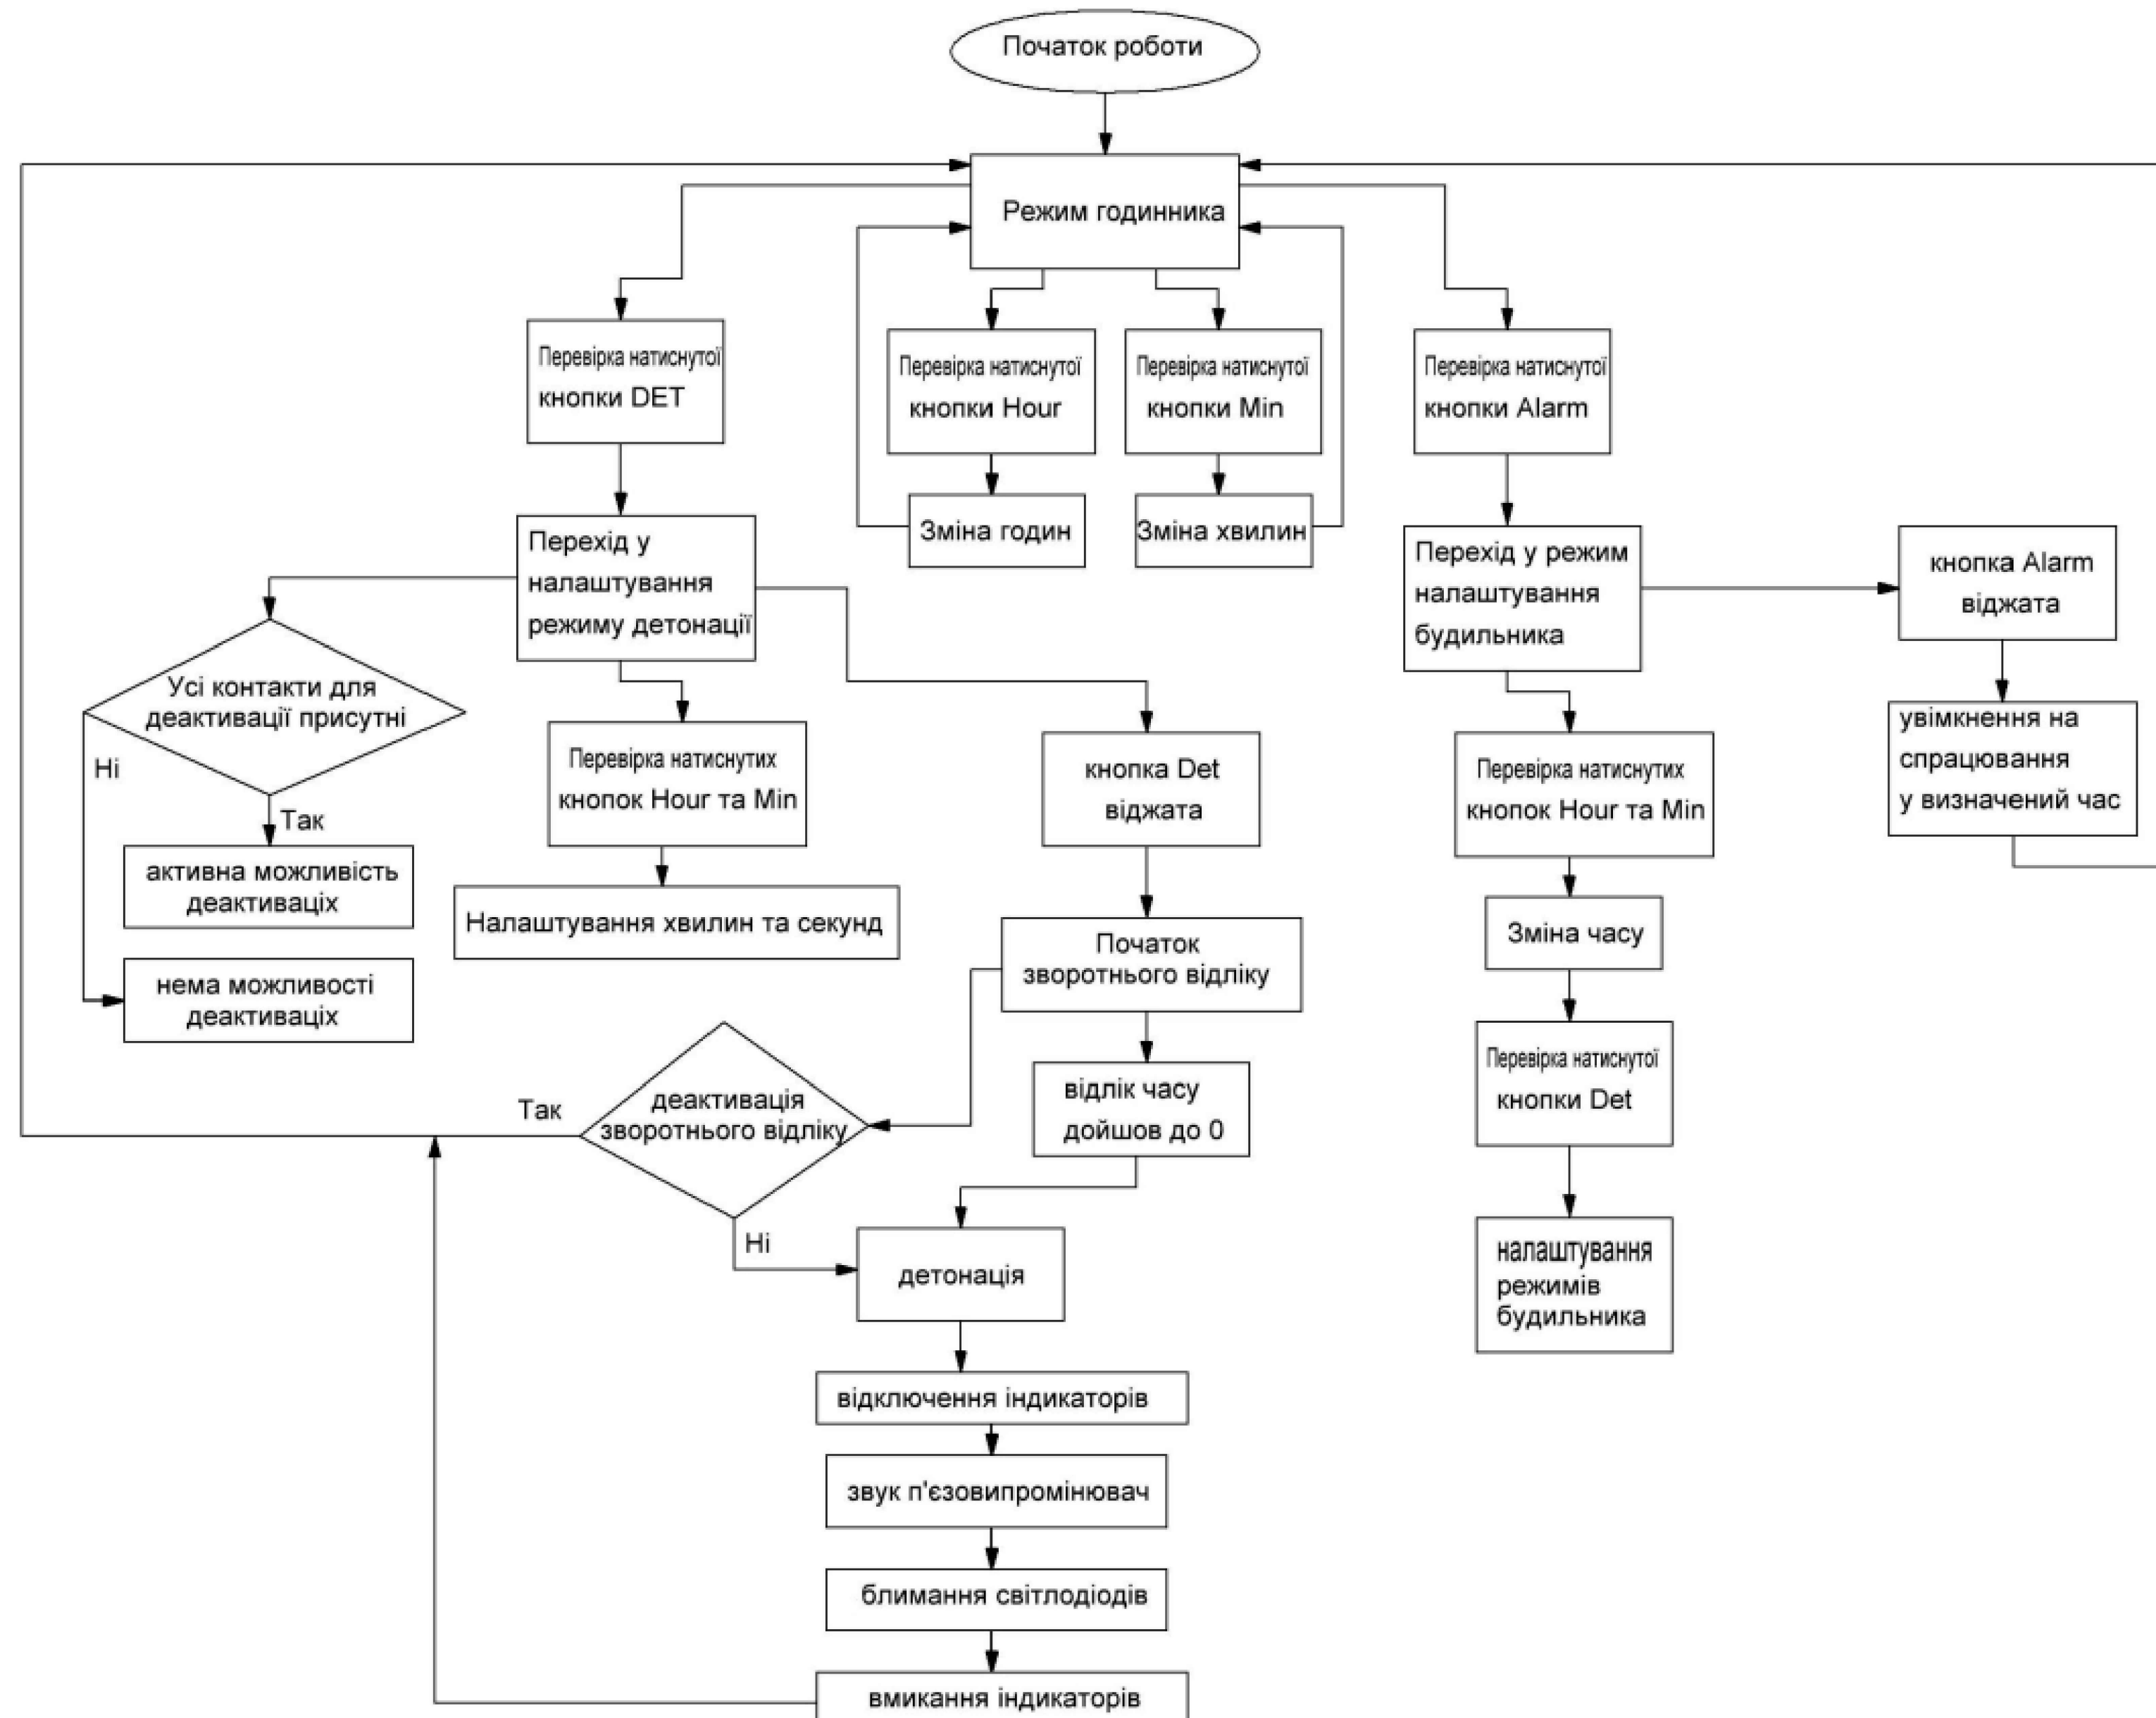 Початок роботи
Режим годинника
Перевірка натиснутої
кнопки DET
Перевірка натиснутої
кнопки Hour
Перевірка натиснутої
кнопки Min
Перевірка натиснутої
кнопки Alarm
Зміна годин
Зміна хвилин
Перехід у
налаштування
режиму детонації
Перехід у режим
налаштування
будильника
кнопка Alarm
віджата
Усі контакти для
деактивації присутні
Ні
Так
активна можливість
деактиваціх
нема можливості
деактиваціх
Перевірка натиснутих
кнопок Hour та Min
Налаштування хвилин та секунд
кнопка Det
віджата
Початок
зворотнього відліку
відлік часу
дойшов до 0
Перевірка натиснутих
кнопок Hour та Min
Зміна часу
Перевірка натиснутої
кнопки Det
налаштування
режимів
будильника
увімкнення на
спрацювання
у визначений час
Так
деактивація
зворотнього відліку
Ні
детонація
відключення індикаторів
звук п'єзовипромінювач
блимання світлодіодів
вмикання індикаторів